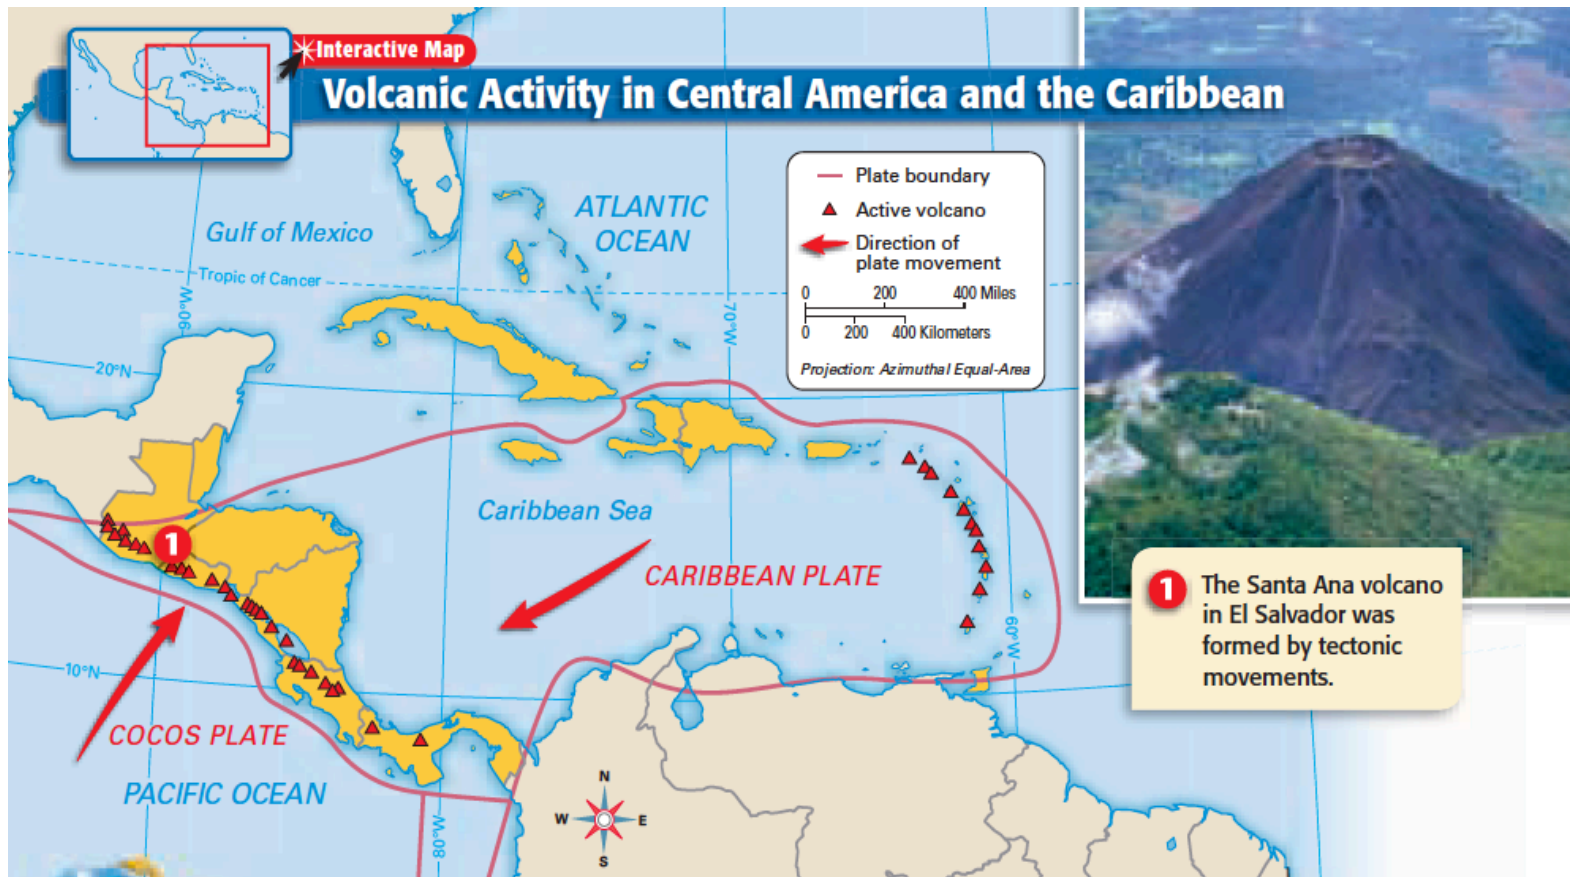 Interactive Map
Volcanic Activity in Central America and the Caribbean
Plate boundary
Active volcano
Direction of
plate movement
0 200 400 Miles
0 200 400 Kilometers
Projection: Azimuthal Equal-Area
ATLANTIC
OCEAN
Gulf of Mexico
Tropic of Cancer
90°W
70°W
20°N
Caribbean Sea
1
CARIBBEAN PLATE
60°W
10°N
COCOS PLATE
PACIFIC OCEAN
80°W
N
W E
S
1 The Santa Ana volcano
in El Salvador was
formed by tectonic
movements.